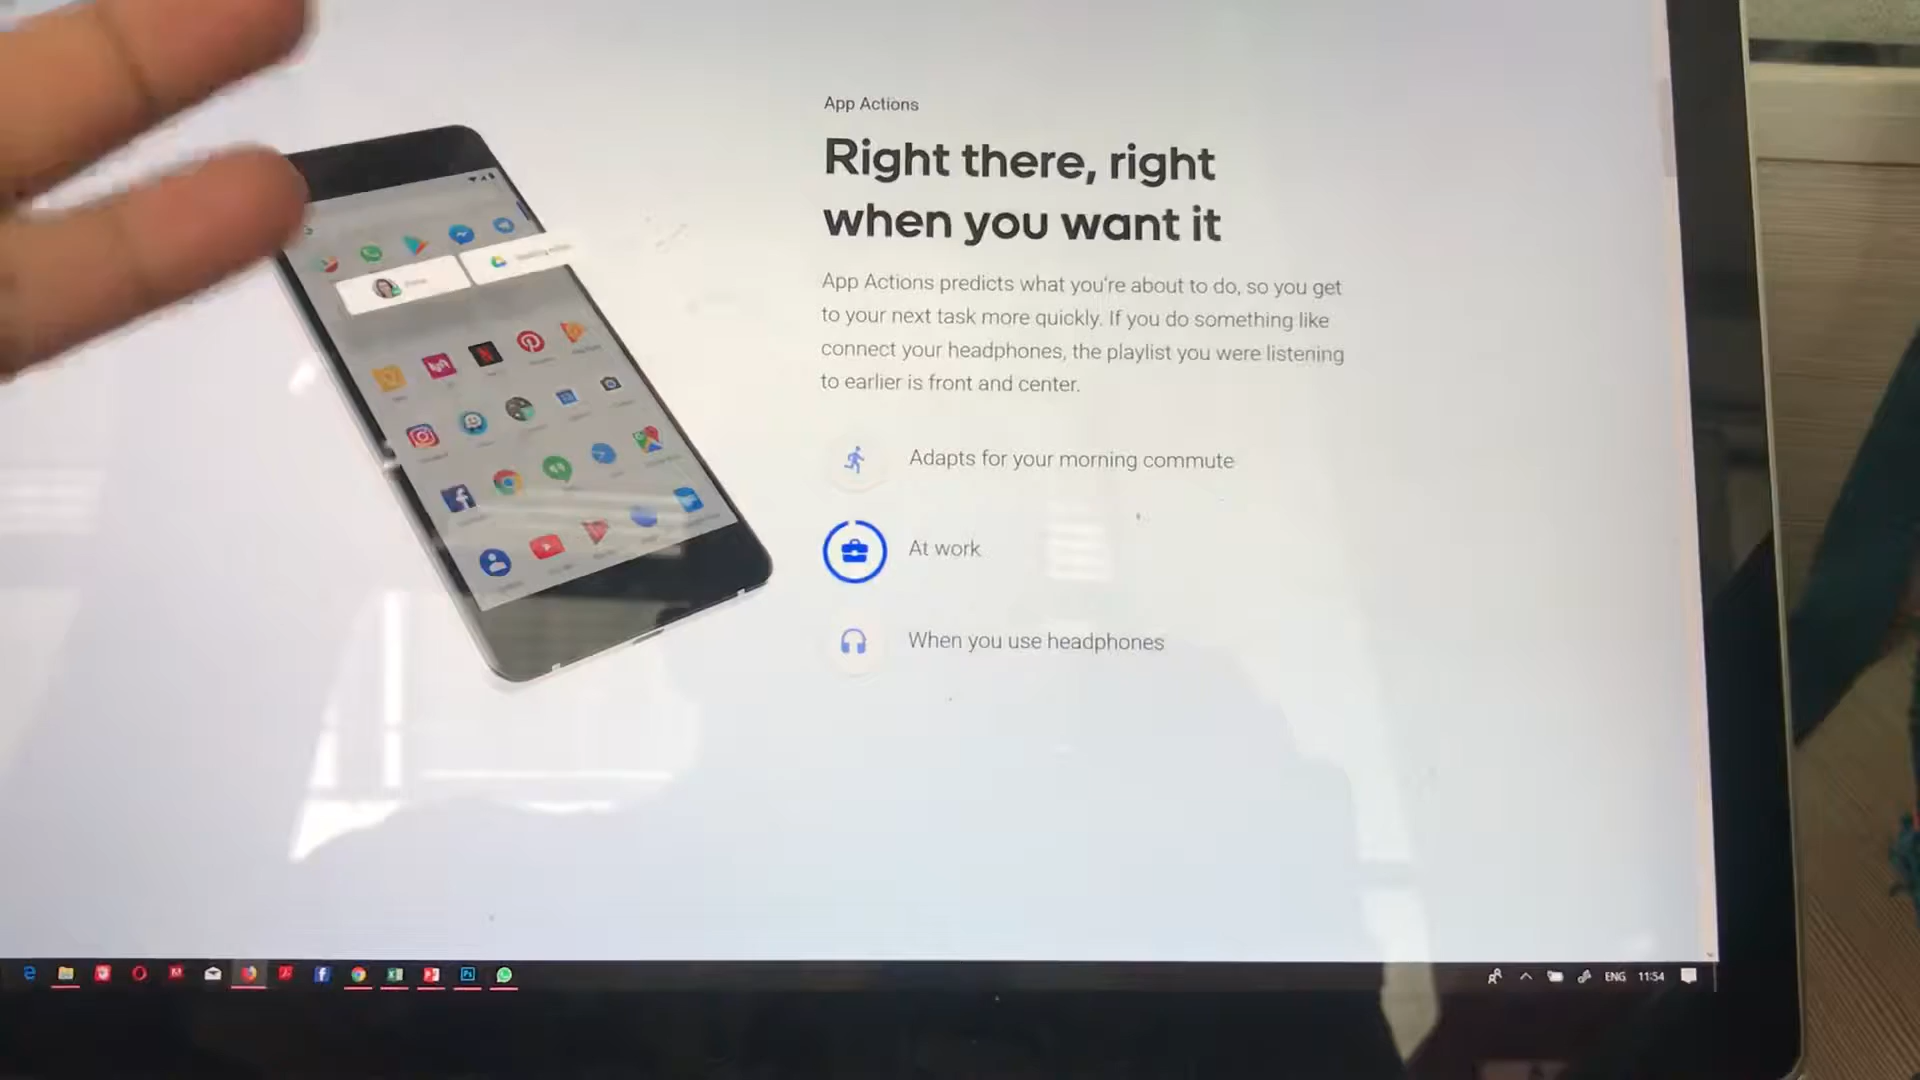 App Actions
Right there, right
when you want it
App Actions predicts what you're about to do, so you get
to your next task more quickly. If you do something like
connect your headphones, the playlist you were listening
to earlier is front and center.
Adapts for your morning commute
At work
When you use headphones
ENG 11:54